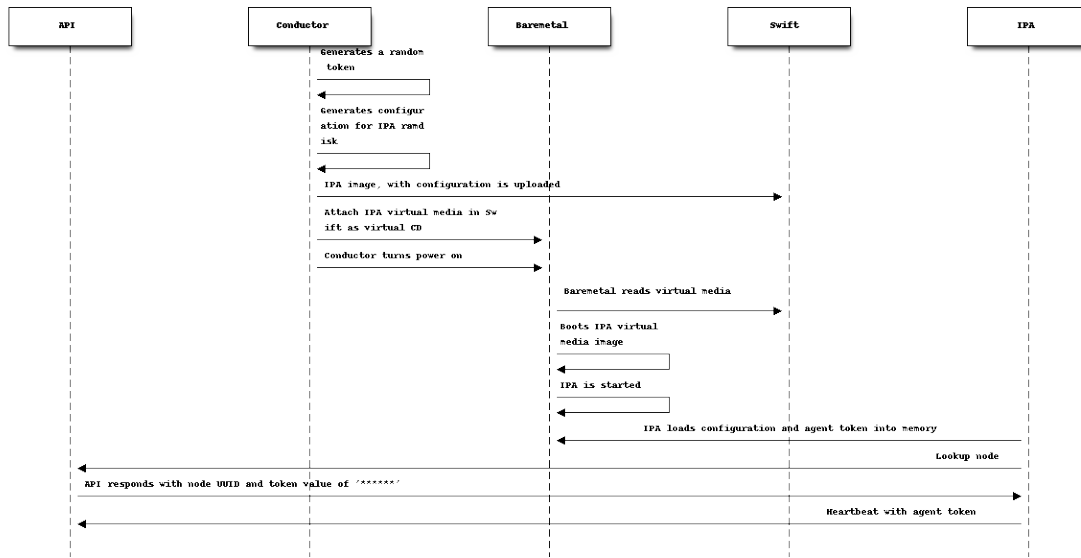 API
Conductor
Baremetal
Swift
IPA
Generates a random
token
Generates configur
ation for IPA ramd
isk
IPA image, with configuration is uploaded
Attach IPA virtual media in Sw
ift as virtual CD
Conductor turns power on
Baremetal reads virtual media
Boots IPA virtual
media image
IPA is started
IPA loads configuration and agent token into memory
Lookup node
API responds with node UUID and token value of '******'
Heartbeat with agent token